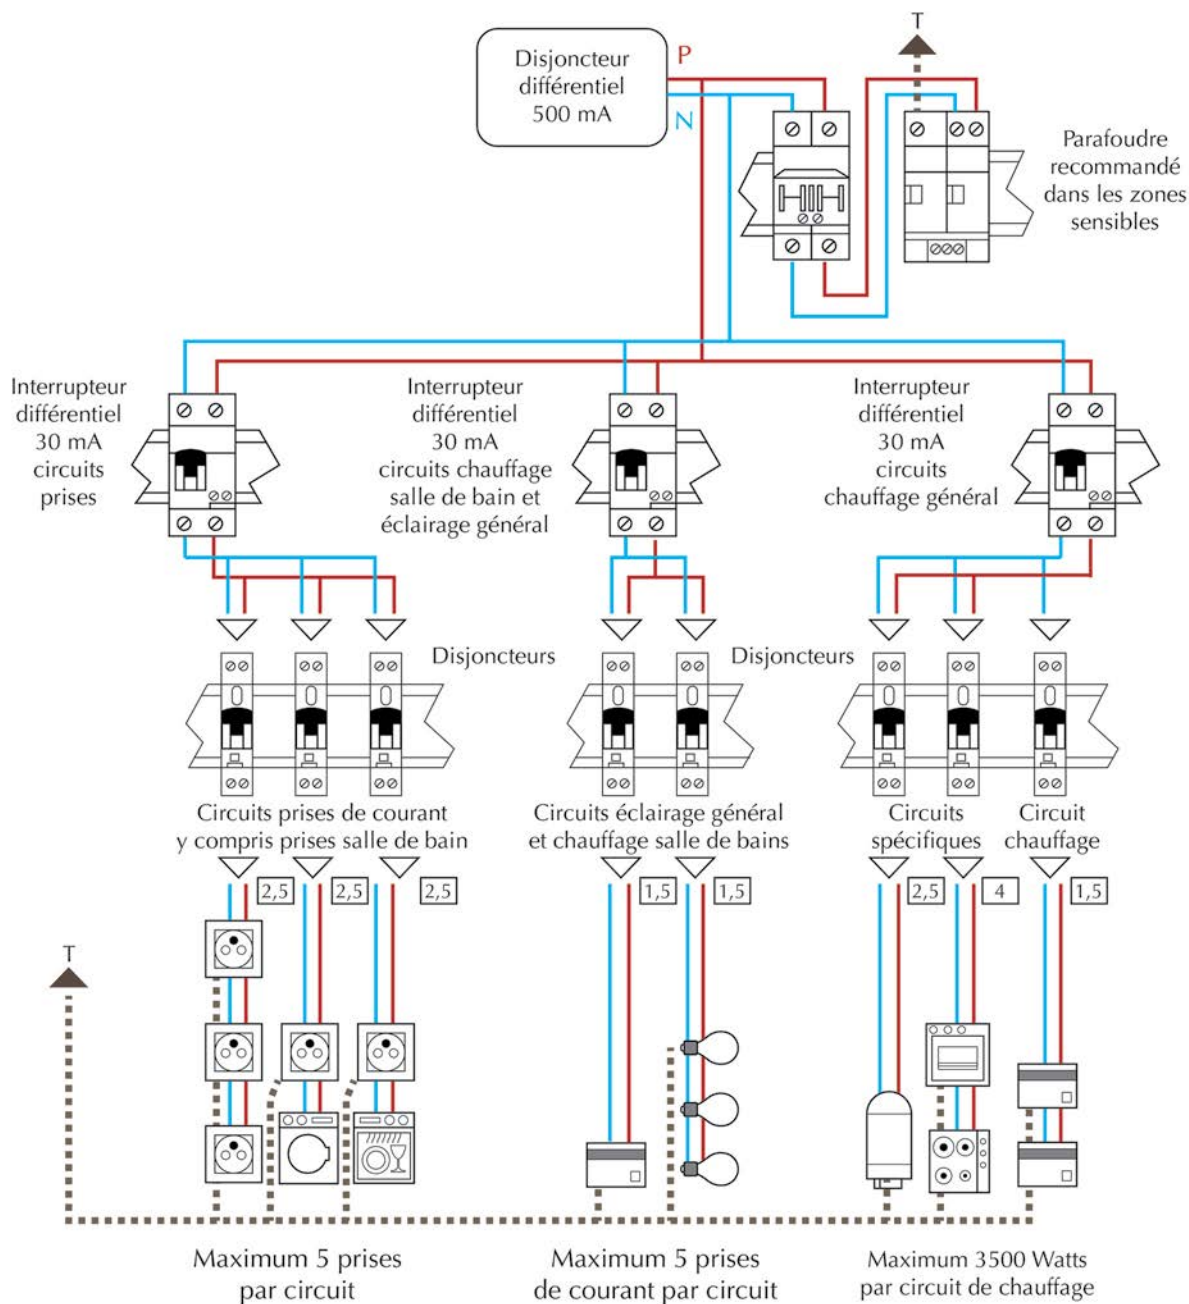 T
Disjoncteur
différentiel
500 mA
P
N
Parafoudre
recommandé
dans les zones
sensibles
Interrupteur
différentiel
30 mA
circuits
prises
Interrupteur
différentiel
30 mA
circuits chauffage
salle de bain et
éclairage général
Interrupteur
différentiel
30 mA
circuits
chauffage général
Disjoncteurs
Disjoncteurs
Circuits prises de courant
y compris prises salle de bain
Circuits éclairage général
et chauffage salle de bains
Circuits
spécifiques
Circuit
chauffage
2,5
2,5
2,5
1,5
1,5
2,5
4
1,5
T
Maximum 5 prises
par circuit
Maximum 5 prises
de courant par circuit
Maximum 3500 Watts
par circuit de chauffage